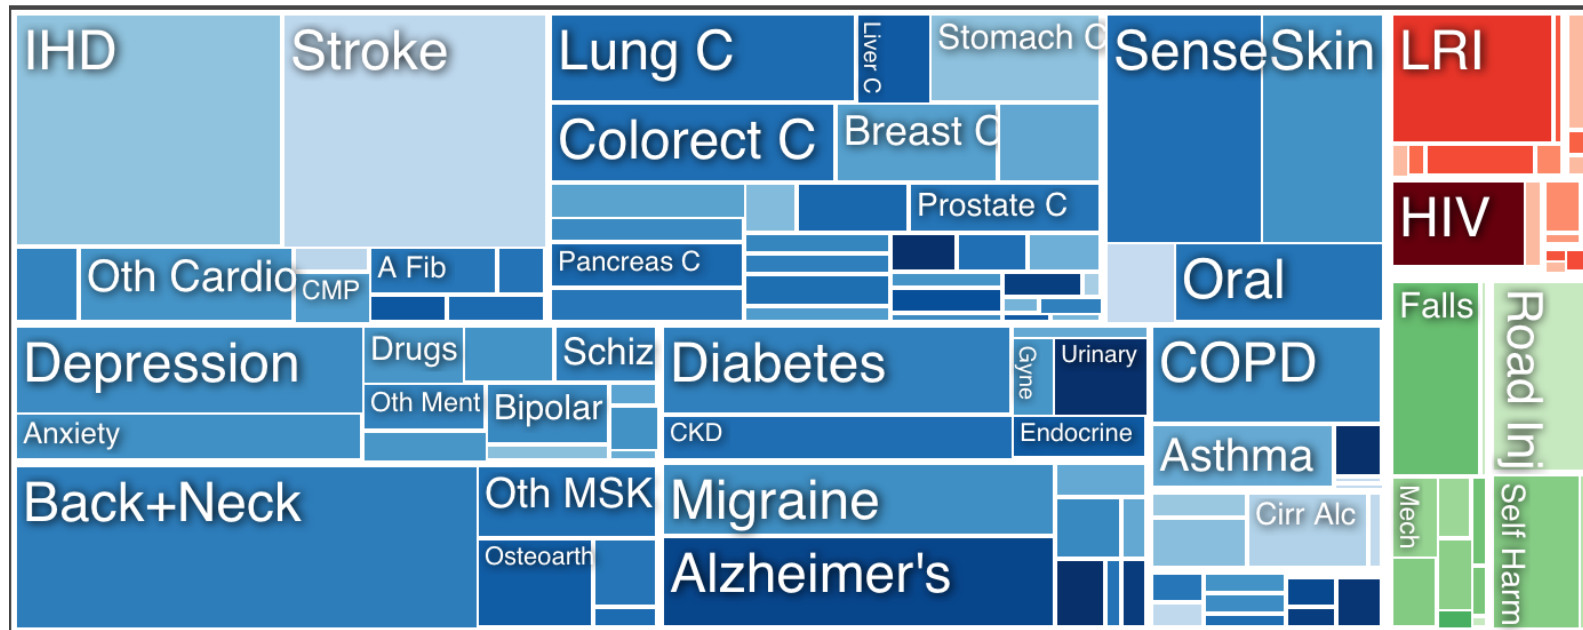 IHD
Stroke
Lung C
Liver C
Stomach C
Sense
Skin
LRI
Colorect C
Breast C
Prostate C
HIV
Oth Cardio
CMP
A Fib
Pancreas C
Oral
Falls
Road Inj
Depression
Drugs
Schiz
Diabetes
Gyne
Urinary
COPD
Oth Ment
Bipolar
Anxiety
CKD
Endocrine
Asthma
Back+Neck
Oth MSK
Migraine
Cirr Alc
Mech
Self Harm
Osteoarth
Alzheimer's